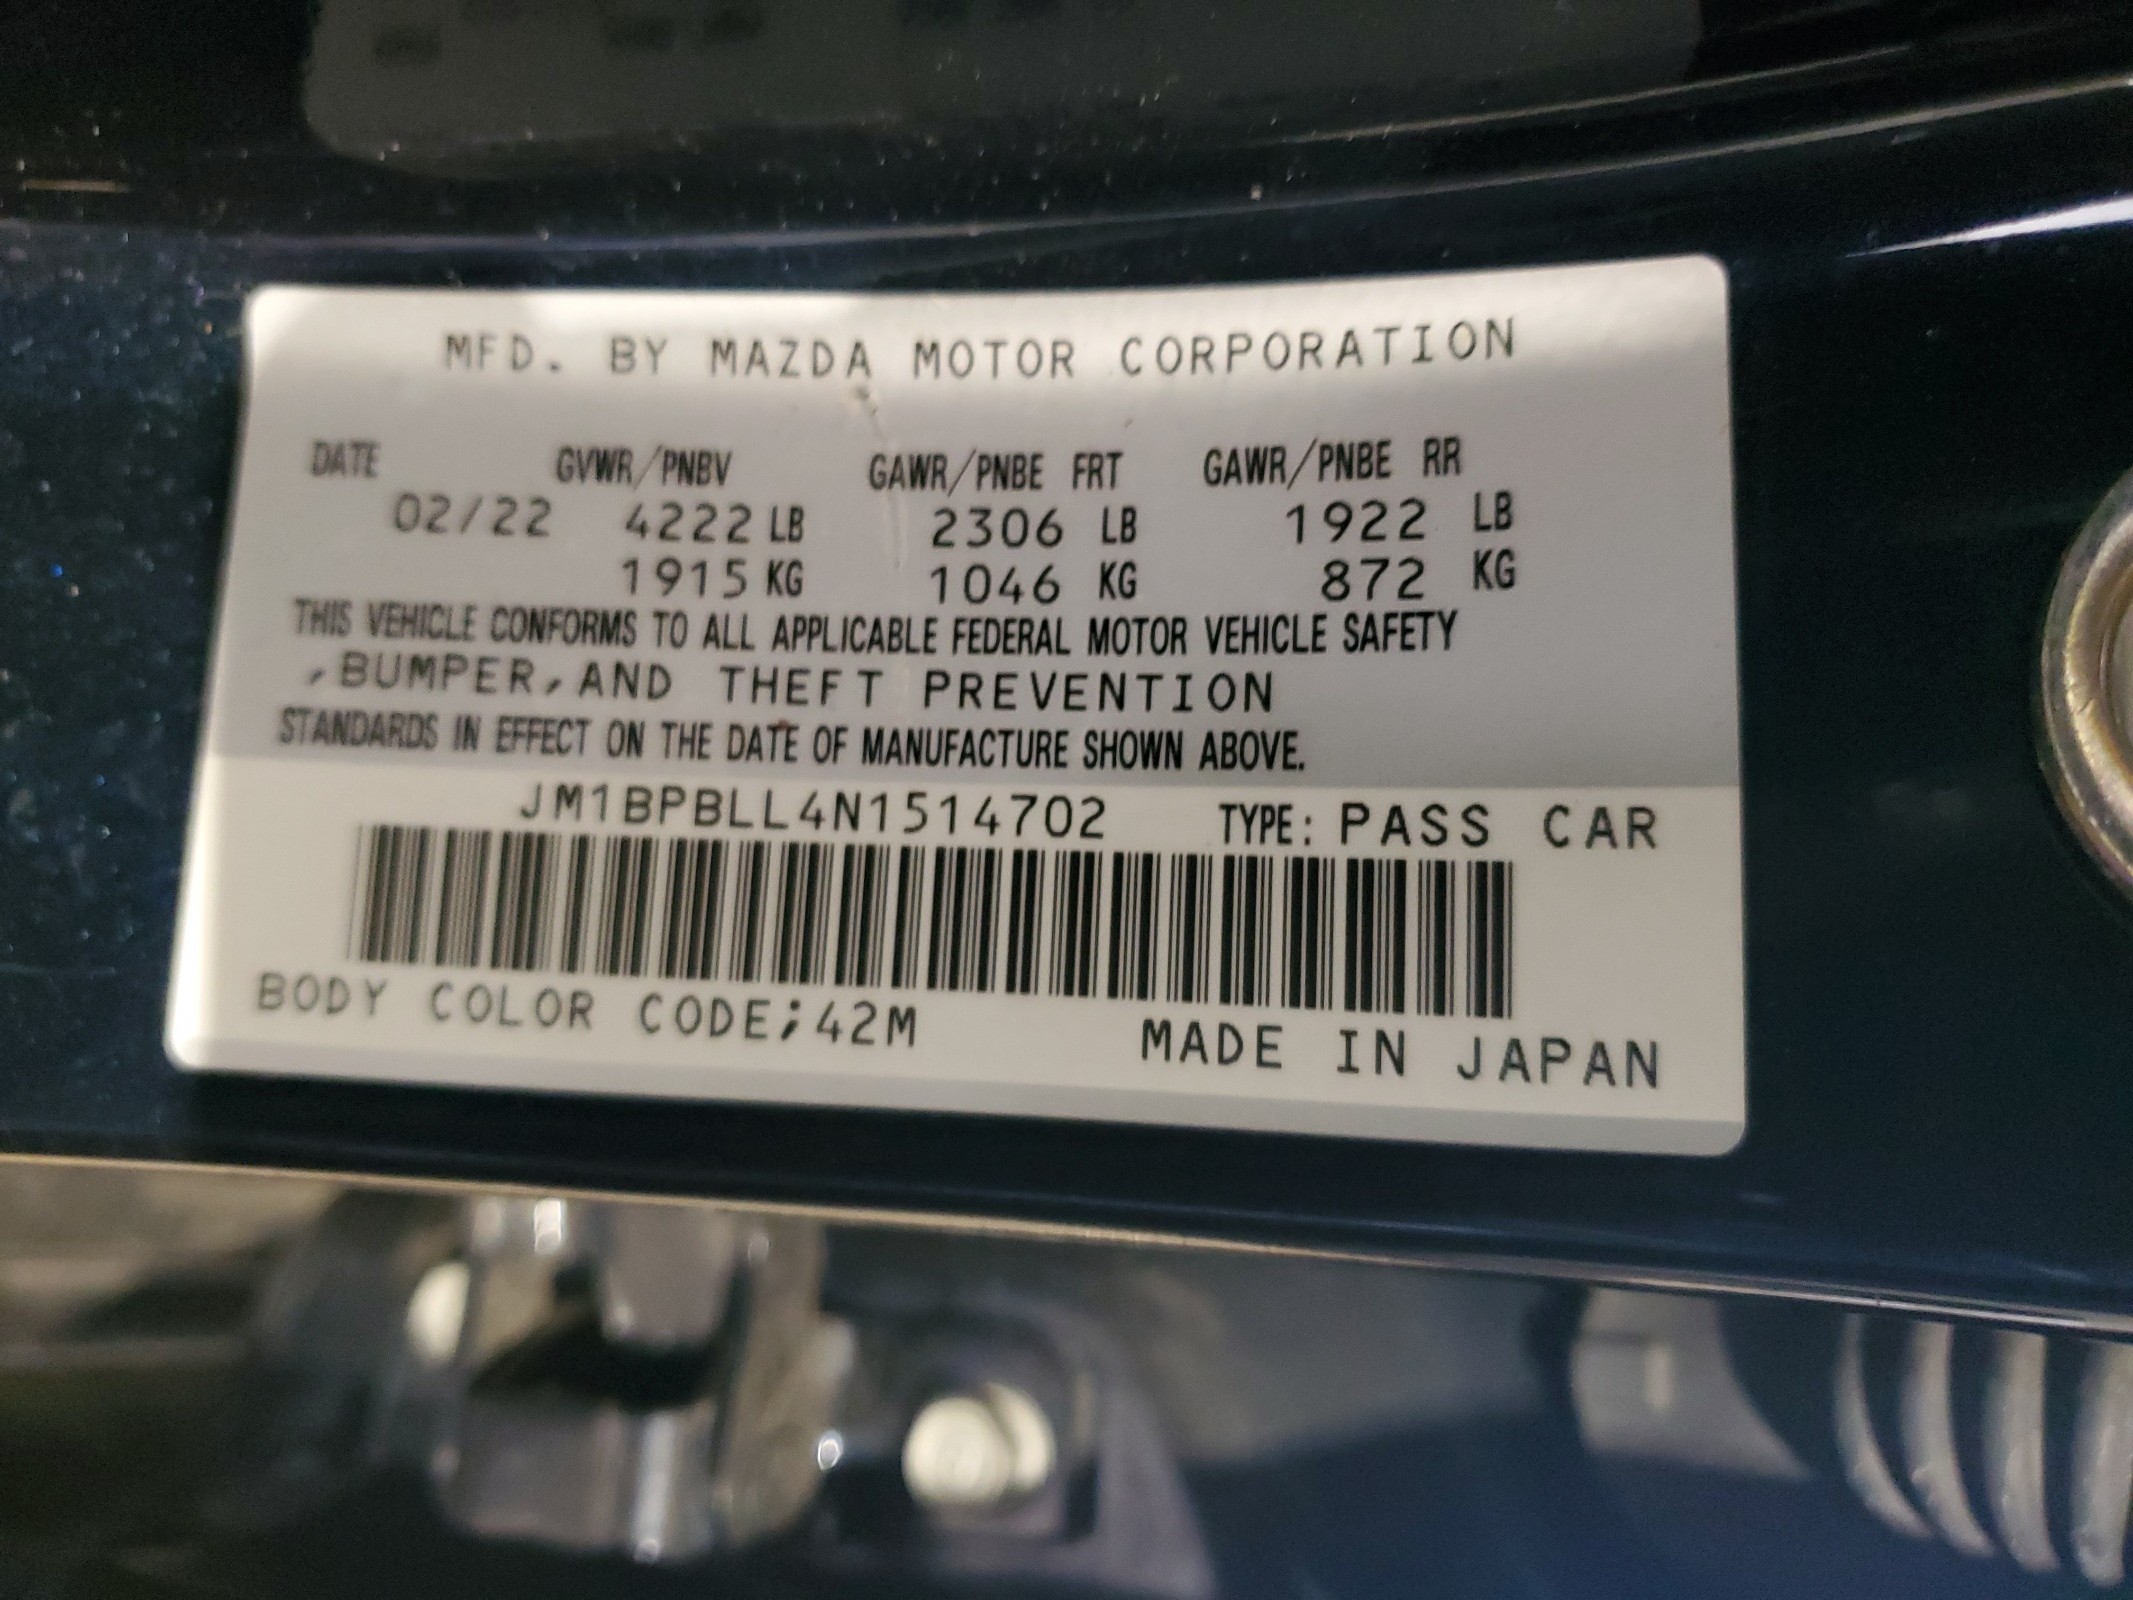 MFD. BY MAZDA MOTOR CORPORATION
DATE GVWR/PNBV GAWR/PNBE FRT GAWR/PNBE RR
02/22 4222 LB 2306 LB 1922 LB
1915 KG 1046 KG 872 KG
THIS VEHICLE CONFORMS TO ALL APPLICABLE FEDERAL MOTOR VEHICLE SAFETY
,BUMPER,AND THEFT PREVENTION
STANDARDS IN EFFECT ON THE DATE OF MANUFACTURE SHOWN ABOVE.
JM1BPBLL4N1514702 TYPE: PASS CAR
BODY COLOR CODE;42M MADE IN JAPAN